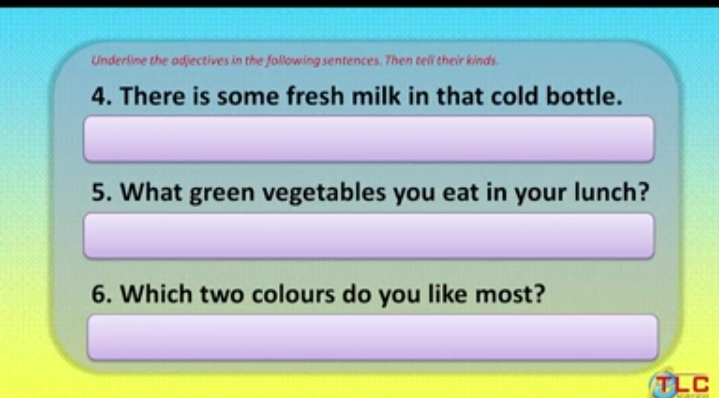 Underline the adjectives in the following sentences. Then tell their kinds.
4. There is some fresh milk in that cold bottle.
5. What green vegetables you eat in your lunch?
6. Which two colours do you like most?
TLC